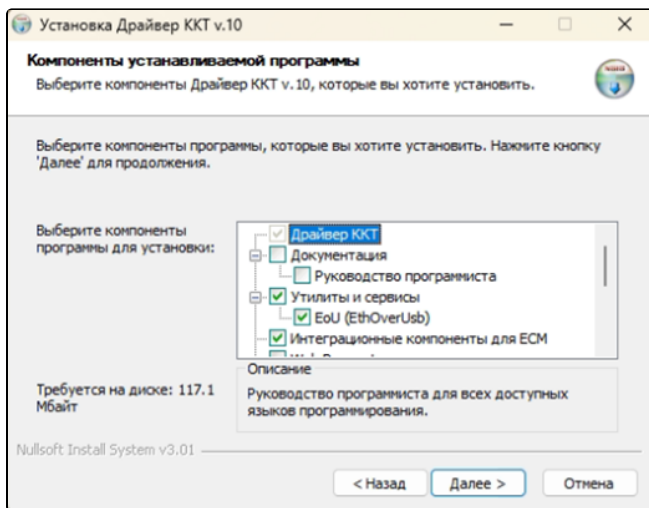 Установка Драйвер ККТ v.10
Компоненты устанавливаемой программы
Выберите компоненты Драйвер ККТ v.10, которые вы хотите установить.
Выберите компоненты программы, которые вы хотите установить. Нажмите кнопку
'Далее' для продолжения.
Выберите компоненты
программы для установки:
Драйвер ККТ
Документация
Руководство программиста
Утилиты и сервисы
EoU (EthOverUsb)
Интеграционные компоненты для ECM
Требуется на диске: 117.1
Мбайт
Описание
Руководство программиста для всех доступных
языков программирования.
Nullsoft Install System v3.01
< Назад
Далее >
Отмена